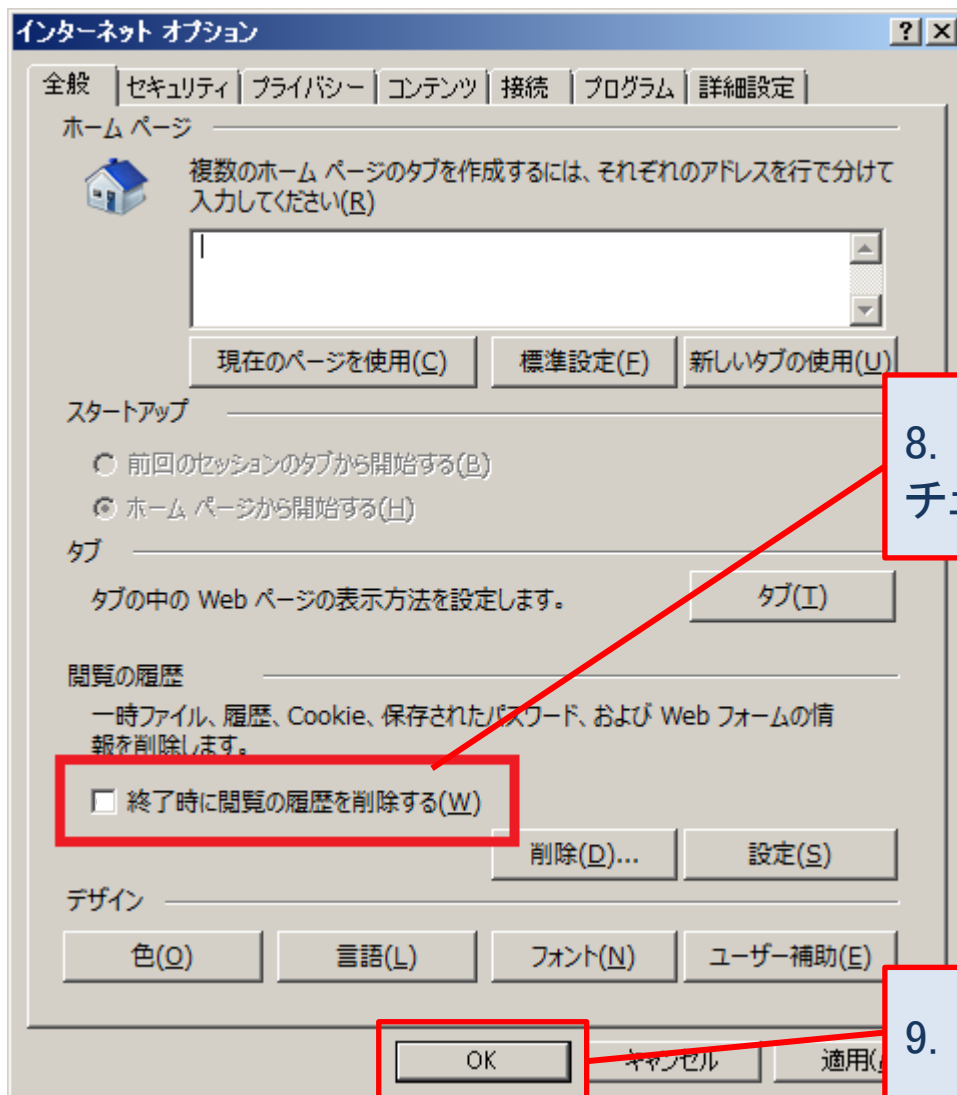 インターネット オプション
全般 セキュリティ プライバシー コンテンツ 接続 プログラム 詳細設定
ホーム ページ
複数のホーム ページのタブを作成するには、それぞれのアドレスを行で分けて
入力してください(R)
現在のページを使用(C) 標準設定(F) 新しいタブの使用(U)
スタートアップ
前回のセッションのタブから開始する(B)
ホーム ページから開始する(H)
8.
チェ
タブ
タブの中の Web ページの表示方法を設定します。 タブ(T)
閲覧の履歴
一時ファイル、履歴、Cookie、保存されたパスワード、および Web フォームの情
報を削除します。
終了時に閲覧の履歴を削除する(W)
削除(D)... 設定(S)
デザイン
色(O) 言語(L) フォント(N) ユーザー補助(E)
OK キャンセル 適用(
9.